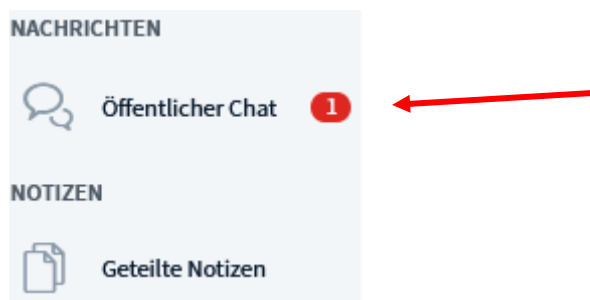 NACHRICHTEN
Öffentlicher Chat 1
NOTIZEN
Geteilte Notizen